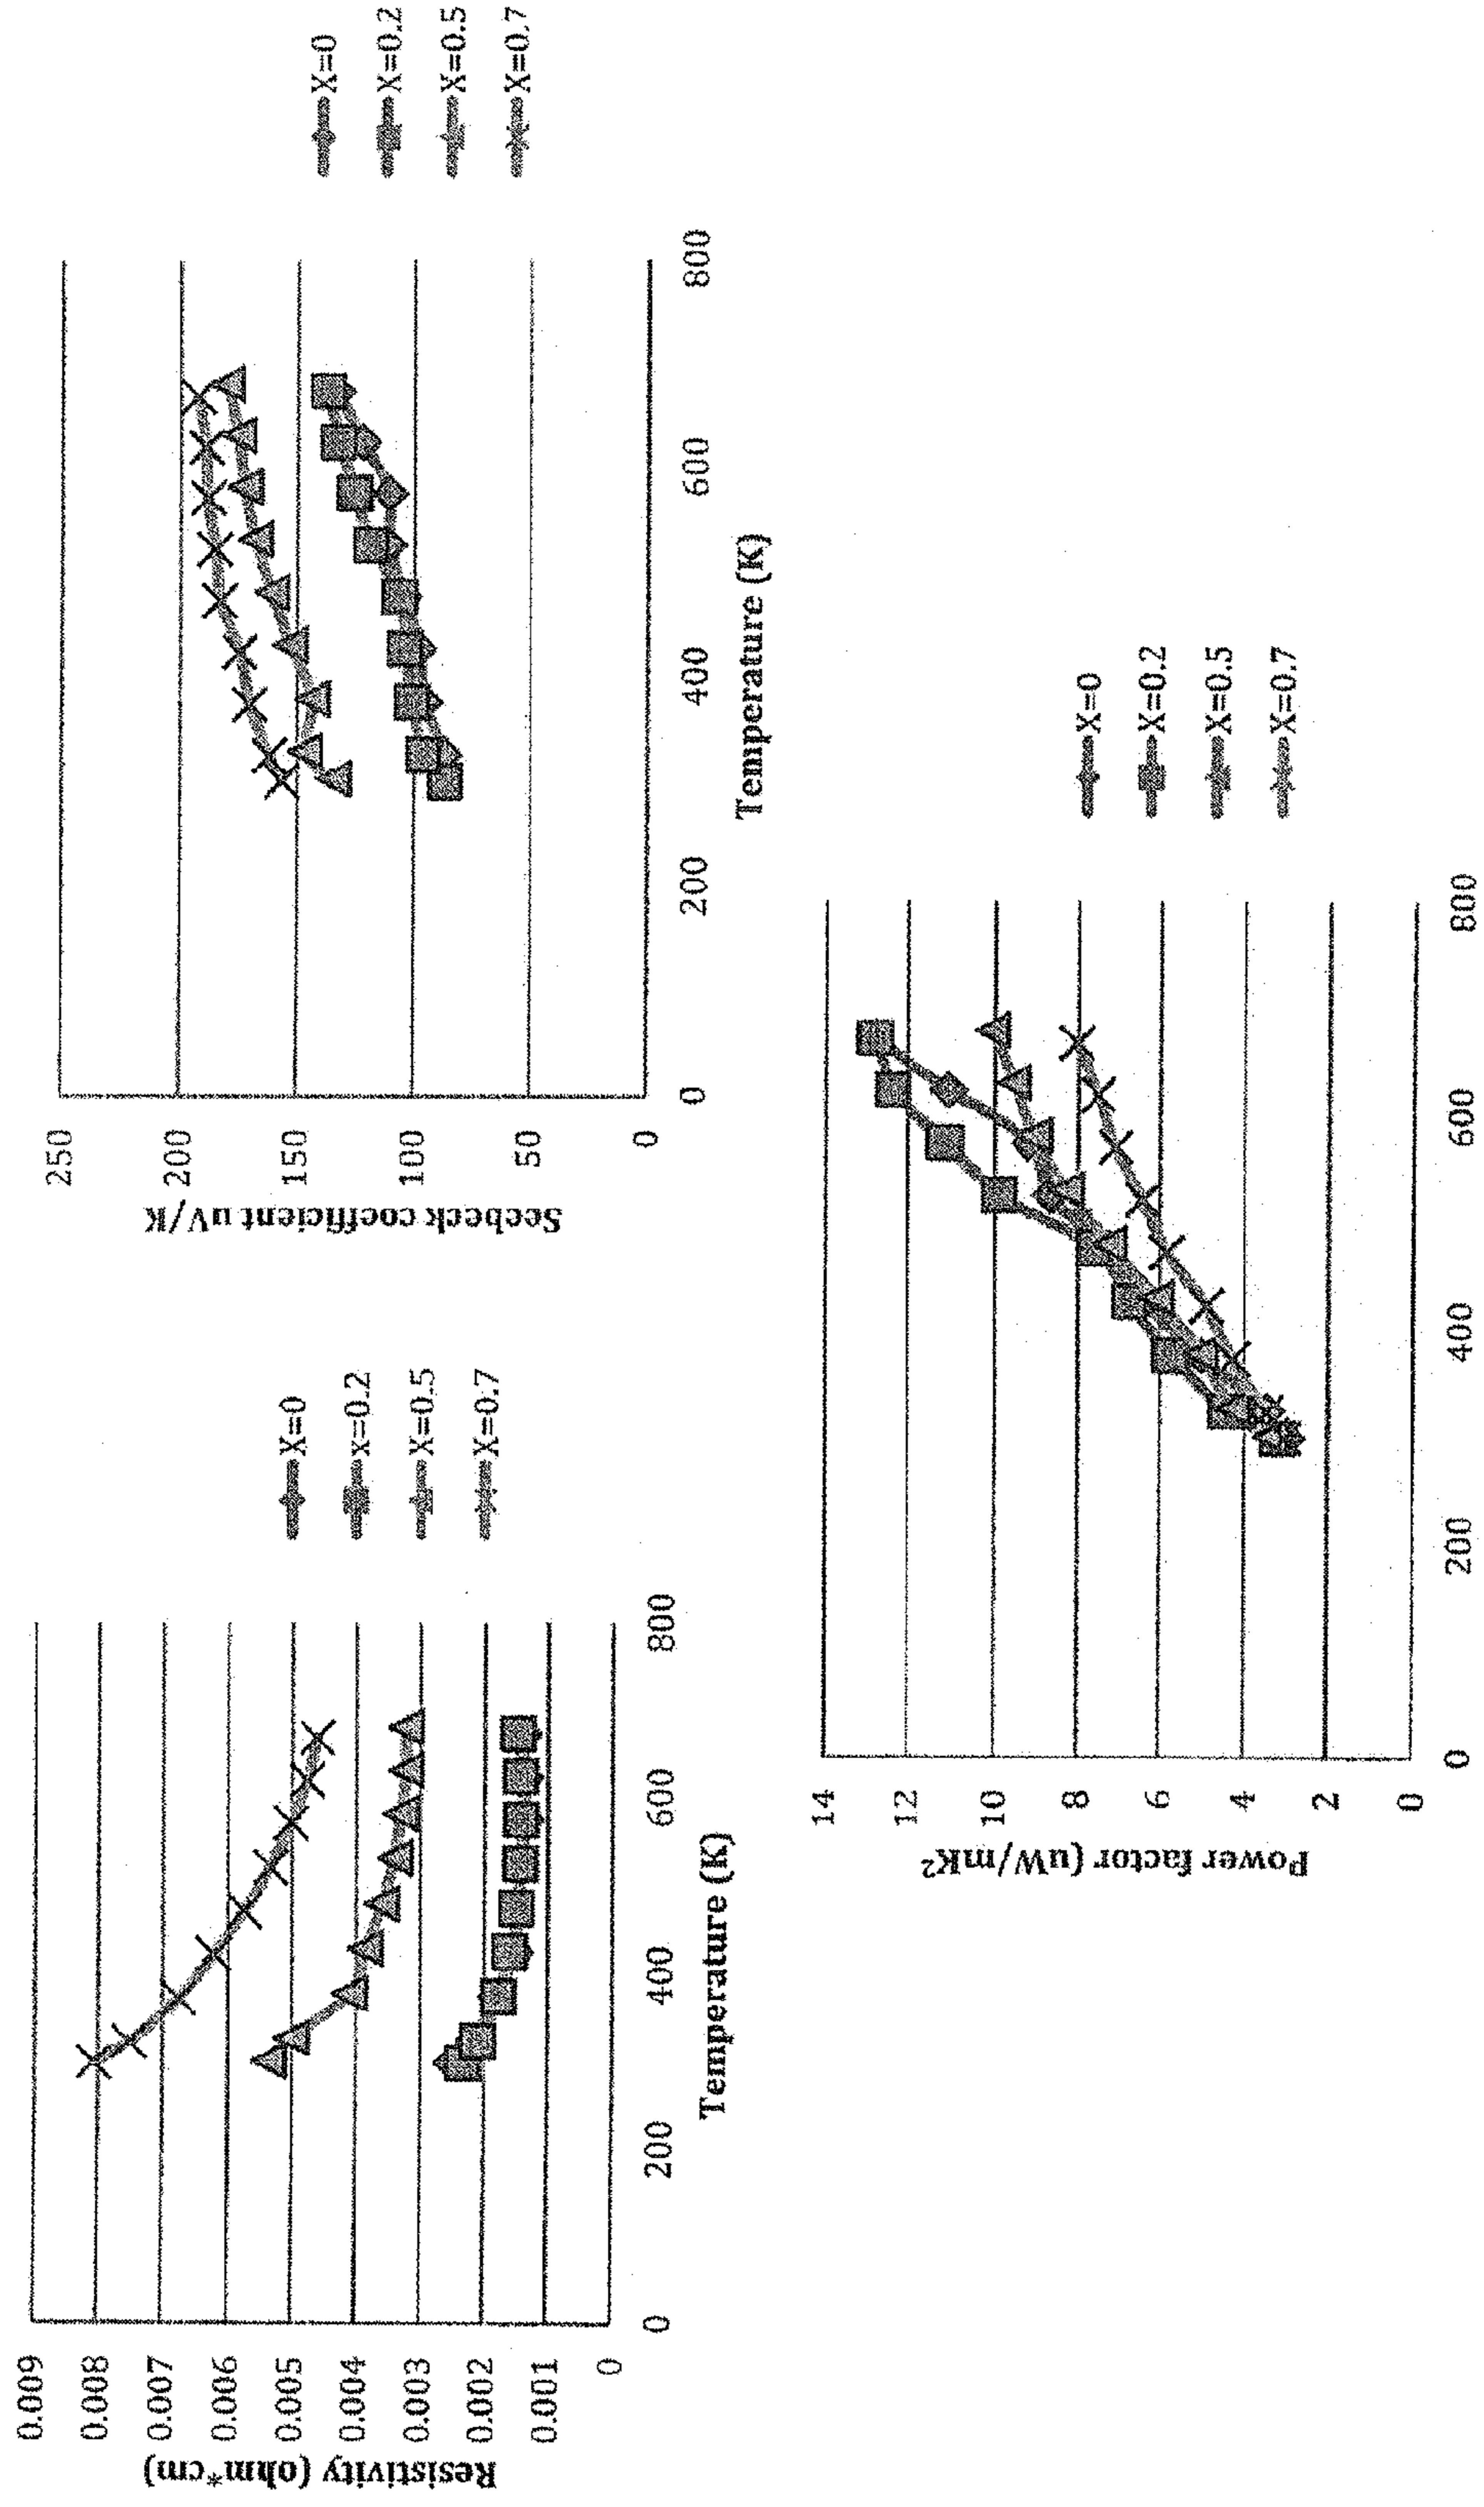 0.009
0.008
0.007
0.006
0.005
0.004
0.003
0.002
0.001
0
Resistivity (ohm*cm)
0
200
400
600
800
Temperature (K)
X=0
x=0.2
X=0.5
X=0.7
250
200
150
100
50
0
Seebeck coefficient uV/K
0
200
400
600
800
Temperature (K)
X=0
X=0.2
X=0.5
X=0.7
14
12
10
8
6
4
2
0
Power factor (uW/mK²
0
200
400
600
800
X=0
X=0.2
X=0.5
X=0.7